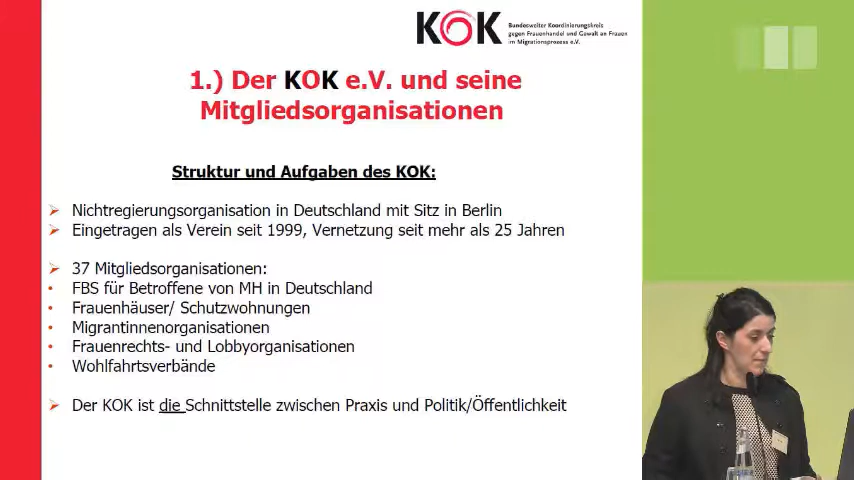 KOK
Bundesweiter Koordinierungskreis
gegen Frauenhandel und Gewalt an Frauen
im Migrationsprozess e.V.
1.) Der KOK e.V. und seine
Mitgliedsorganisationen
Struktur und Aufgaben des KOK:
Nichtregierungsorganisation in Deutschland mit Sitz in Berlin
Eingetragen als Verein seit 1999, Vernetzung seit mehr als 25 Jahren
37 Mitgliedsorganisationen:
FBS für Betroffene von MH in Deutschland
Frauenhäuser/ Schutzwohnungen
Migrantinnenorganisationen
Frauenrechts- und Lobbyorganisationen
Wohlfahrtsverbände
Der KOK ist die Schnittstelle zwischen Praxis und Politik/Öffentlichkeit